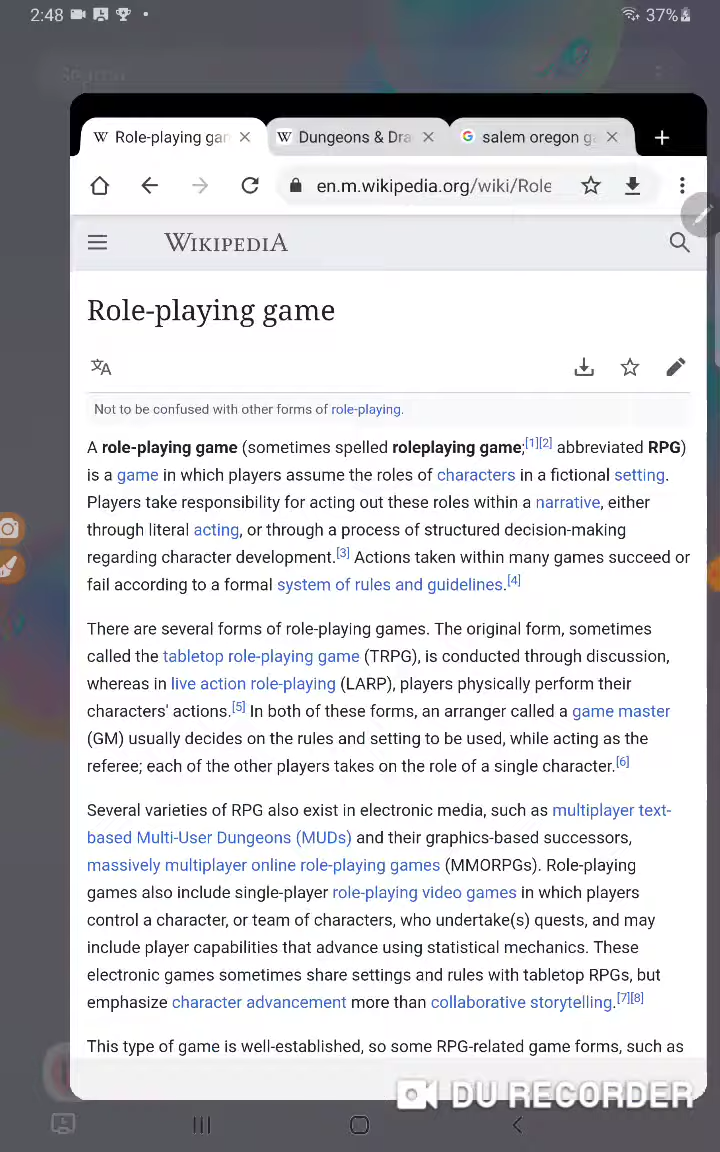 2:48
37%
Search
Role-playing gam
Dungeons & Dra
salem oregon ga
en.m.wikipedia.org/wiki/Role
WIKIPEDIA
Role-playing game
Not to be confused with other forms of role-playing.
A role-playing game (sometimes spelled roleplaying game;[1][2] abbreviated RPG)
is a game in which players assume the roles of characters in a fictional setting.
Players take responsibility for acting out these roles within a narrative, either
through literal acting, or through a process of structured decision-making
regarding character development.[3] Actions taken within many games succeed or
fail according to a formal system of rules and guidelines.[4]
There are several forms of role-playing games. The original form, sometimes
called the tabletop role-playing game (TRPG), is conducted through discussion,
whereas in live action role-playing (LARP), players physically perform their
characters' actions.[5] In both of these forms, an arranger called a game master
(GM) usually decides on the rules and setting to be used, while acting as the
referee; each of the other players takes on the role of a single character.[6]
Several varieties of RPG also exist in electronic media, such as multiplayer text-
based Multi-User Dungeons (MUDs) and their graphics-based successors,
massively multiplayer online role-playing games (MMORPGs). Role-playing
games also include single-player role-playing video games in which players
control a character, or team of characters, who undertake(s) quests, and may
include player capabilities that advance using statistical mechanics. These
electronic games sometimes share settings and rules with tabletop RPGs, but
emphasize character advancement more than collaborative storytelling.[7][8]
This type of game is well-established, so some RPG-related game forms, such as
DU RECORDER